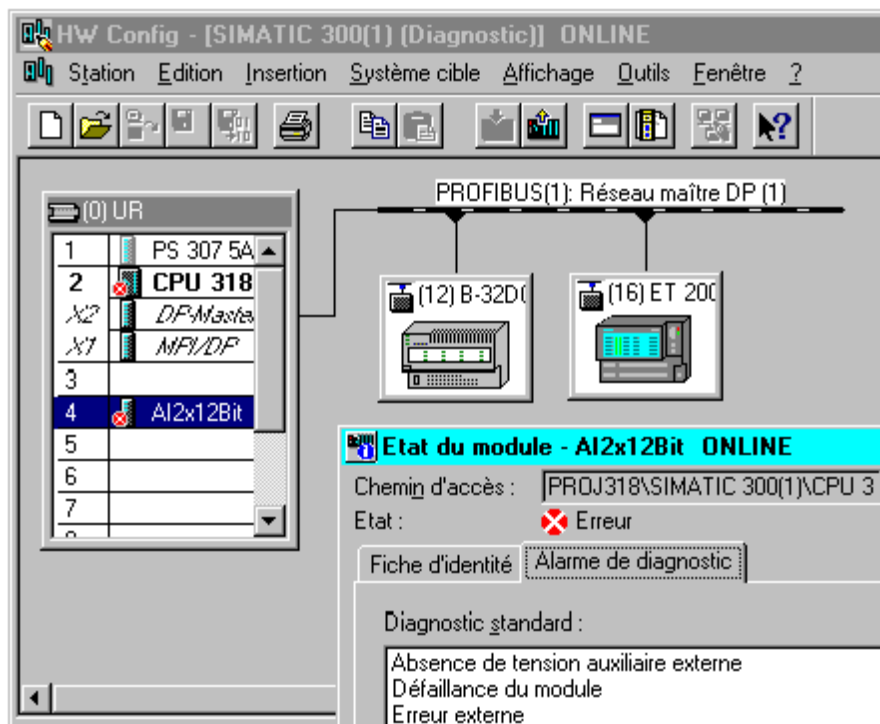 HW Config - [SIMATIC 300(1) (Diagnostic)] ONLINE
Station Edition Insertion Système cible Affichage Outils Fenêtre ?
(0) UR
1 PS 307 5A
2 CPU 318
X2 DP-Master
X1 MPI/DP
3
4 AI2x12Bit
5
6
7
PROFIBUS(1): Réseau maître DP (1)
(12) B-32D
(16) ET 200
Etat du module - AI2x12Bit ONLINE
Chemin d'accès : PROJ318\SIMATIC 300(1)\CPU 3
Etat : Erreur
Fiche d'identité Alarme de diagnostic
Diagnostic standard :
Absence de tension auxiliaire externe
Défaillance du module
Erreur externe